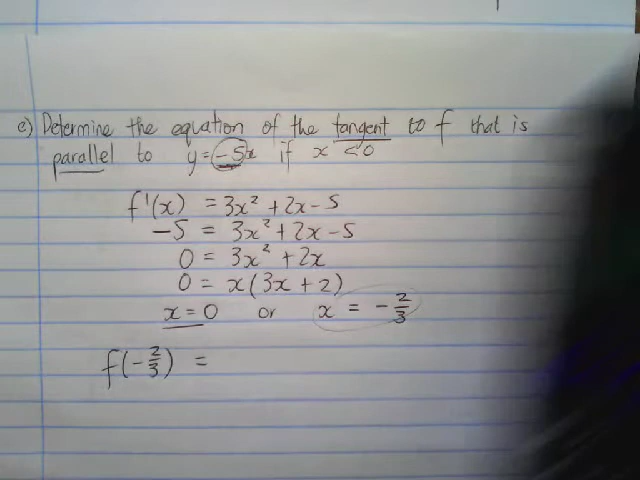 e) Determine the equation of the tangent to f that is
parallel to y = -5x if x < 0
f'(x) = 3x² + 2x - 5
-5 = 3x² + 2x - 5
0 = 3x² + 2x
0 = x(3x + 2)
x = 0 or x = -2/3
f(-2/3) =